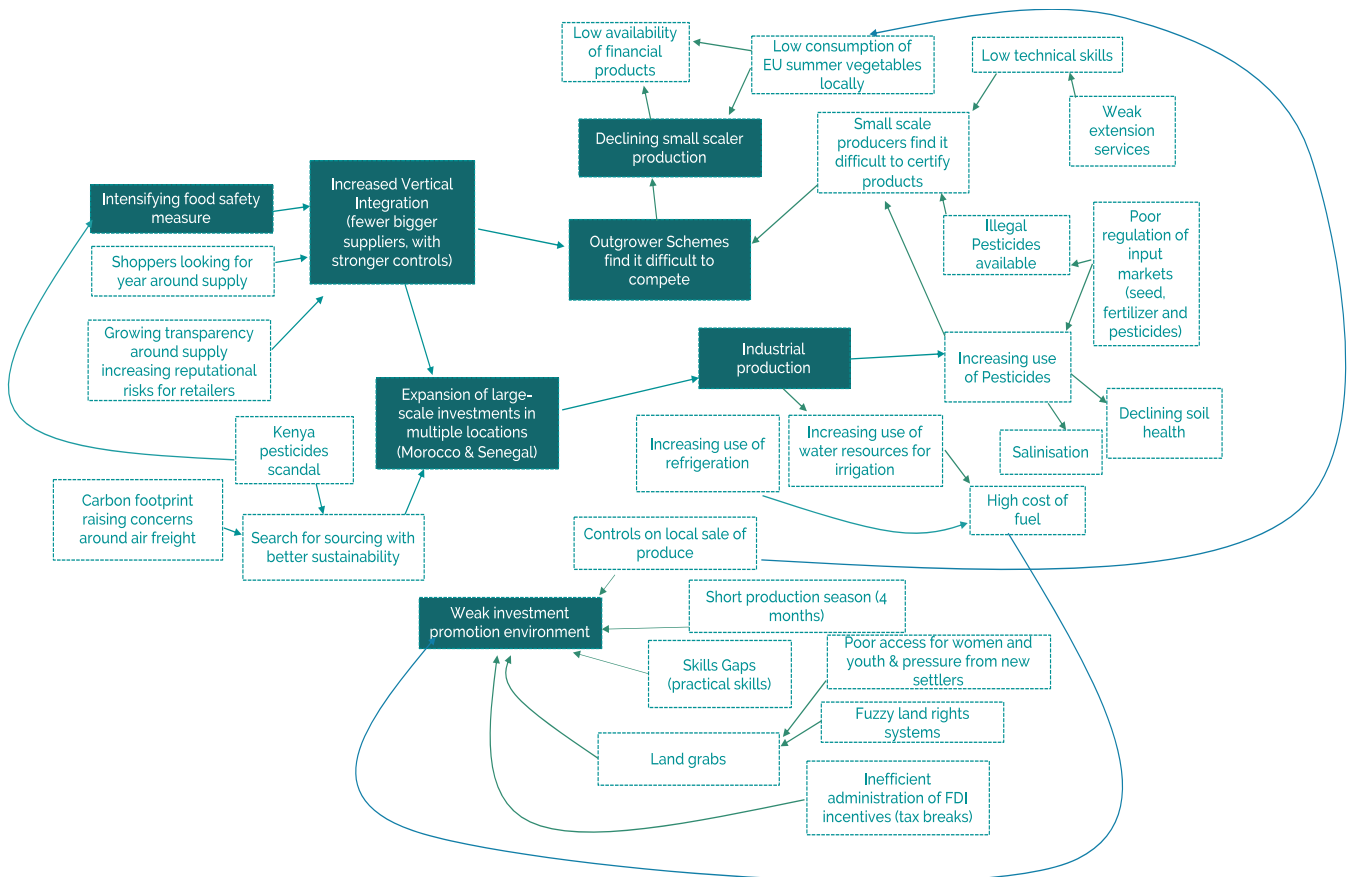 Low availability
of financial
products
Low consumption of
EU summer vegetables
locally
Low technical skills
Weak
extension
services
Declining small scaler
production
Small scale
producers find it
difficult to certify
products
Increased Vertical
Integration
(fewer bigger
suppliers, with
stronger controls)
Intensifying food safety
measure
Shoppers looking for
year around supply
Outgrower Schemes
find it difficult to
compete
Illegal
Pesticides
available
Poor
regulation of
input
markets
(seed,
fertilizer and
pesticides)
Growing transparency
around supply
increasing reputational
risks for retailers
Industrial
production
Increasing use
of Pesticides
Expansion of large-
scale investments in
multiple locations
(Morocco & Senegal)
Declining soil
health
Kenya
pesticides
scandal
Increasing use of
refrigeration
Increasing use of
water resources for
irrigation
Salinisation
Carbon footprint
raising concerns
around air freight
Search for sourcing with
better sustainability
High cost of
fuel
Controls on local sale of
produce
Weak investment
promotion environment
Short production season (4
months)
Skills Gaps
(practical skills)
Poor access for women and
youth & pressure from new
settlers
Fuzzy land rights
systems
Land grabs
Inefficient
administration of FDI
incentives (tax breaks)